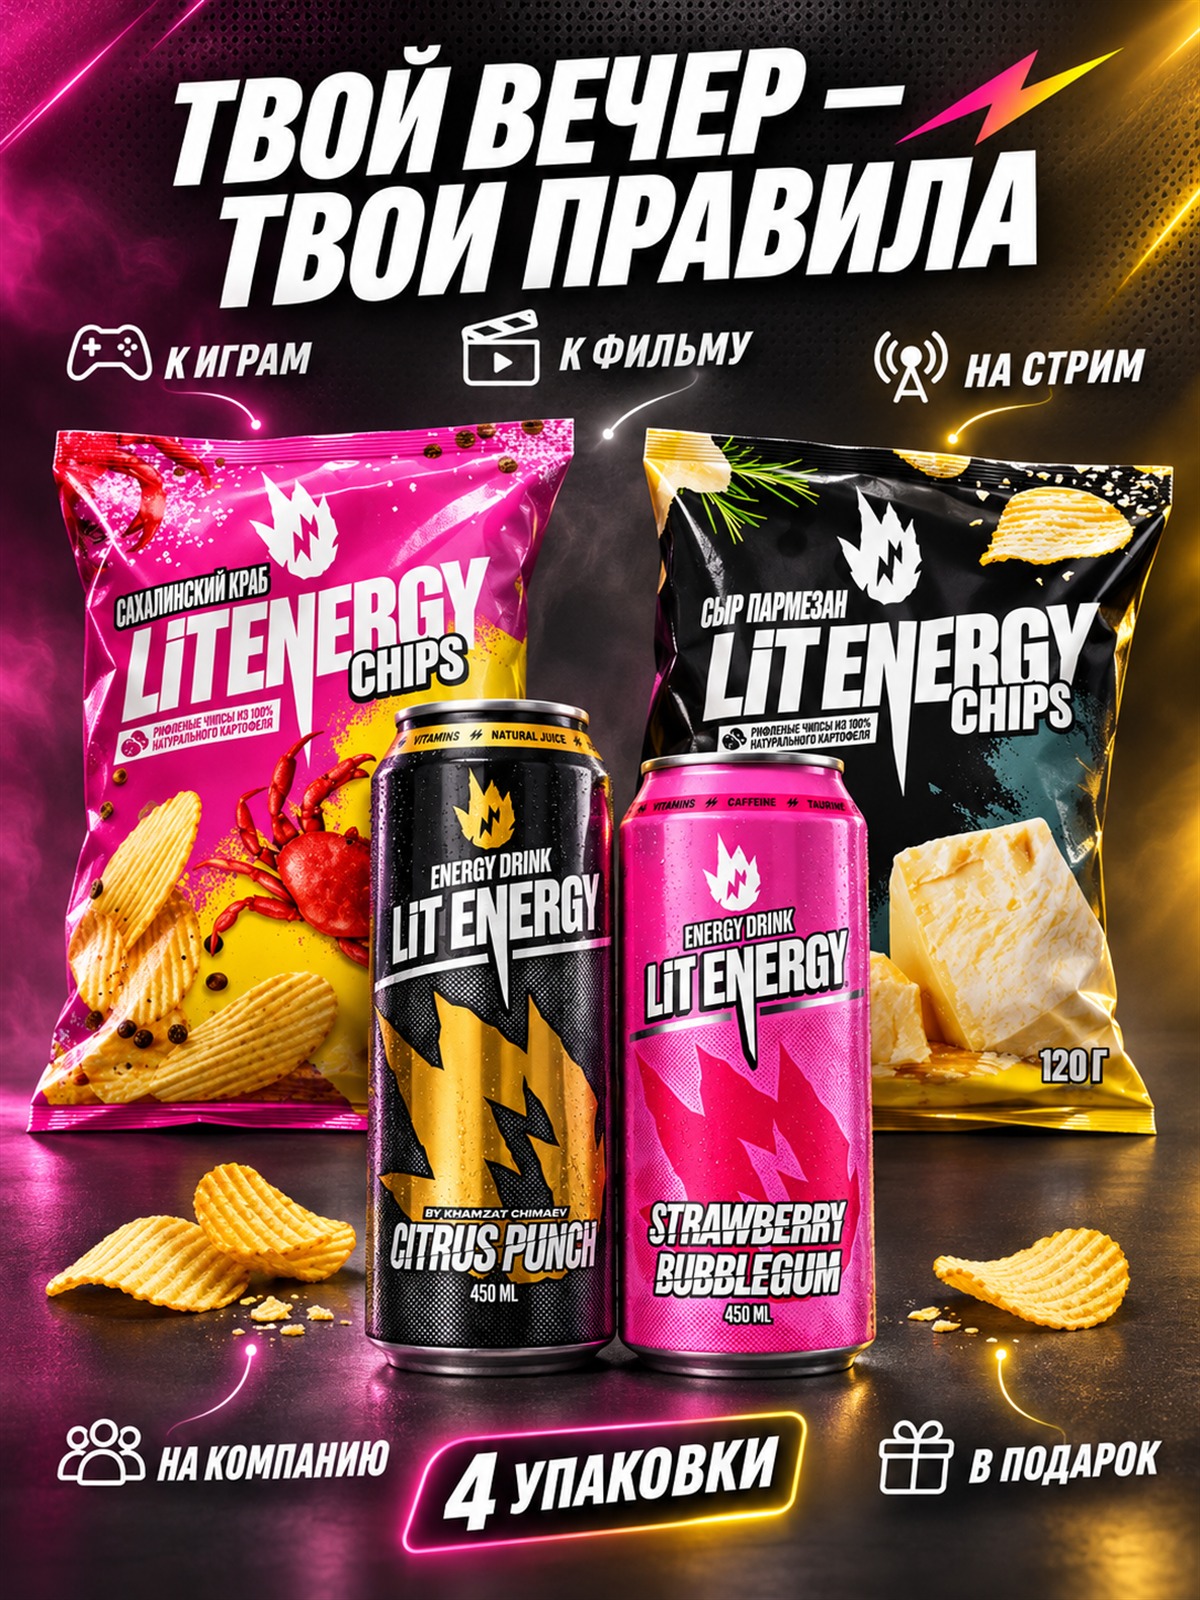 ТВОЙ ВЕЧЕР —
ТВОИ ПРАВИЛА
К ИГРАМ
К ФИЛЬМУ
НА СТРИМ
САХАЛИНСКИЙ КРАБ
LiTENERGY
CHIPS
РИФЛЕНЫЕ ЧИПСЫ ИЗ 100%
НАТУРАЛЬНОГО КАРТОФЕЛЯ
СЫР ПАРМЕЗАН
LiTENERGY
CHIPS
РИФЛЕНЫЕ ЧИПСЫ ИЗ 100%
НАТУРАЛЬНОГО КАРТОФЕЛЯ
120 Г
VITAMINS NATURAL JUICE
ENERGY DRINK
LiT ENERGY
BY KHAMZAT CHIMAEV
CITRUS PUNCH
450 ML
VITAMINS CAFFEINE TAURINE
ENERGY DRINK
LiT ENERGY
STRAWBERRY
BUBBLEGUM
450 ML
НА КОМПАНИЮ
4 УПАКОВКИ
В ПОДАРОК